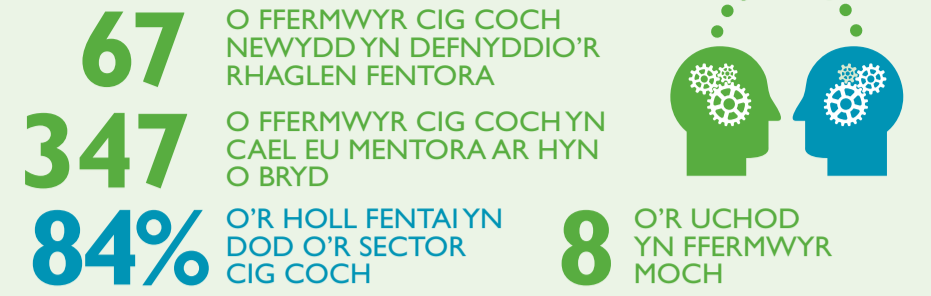 67
O FFERMWYR CIG COCH
NEWYDD YN DEFNYDDIO'R
RHAGLEN FENTORA
347
O FFERMWYR CIG COCH YN
CAEL EU MENTORA AR HYN
O BRYD
84%
O'R HOLL FENTAI YN
DOD O'R SECTOR
CIG COCH
8
O'R UCHOD
YN FFERMWYR
MOCH